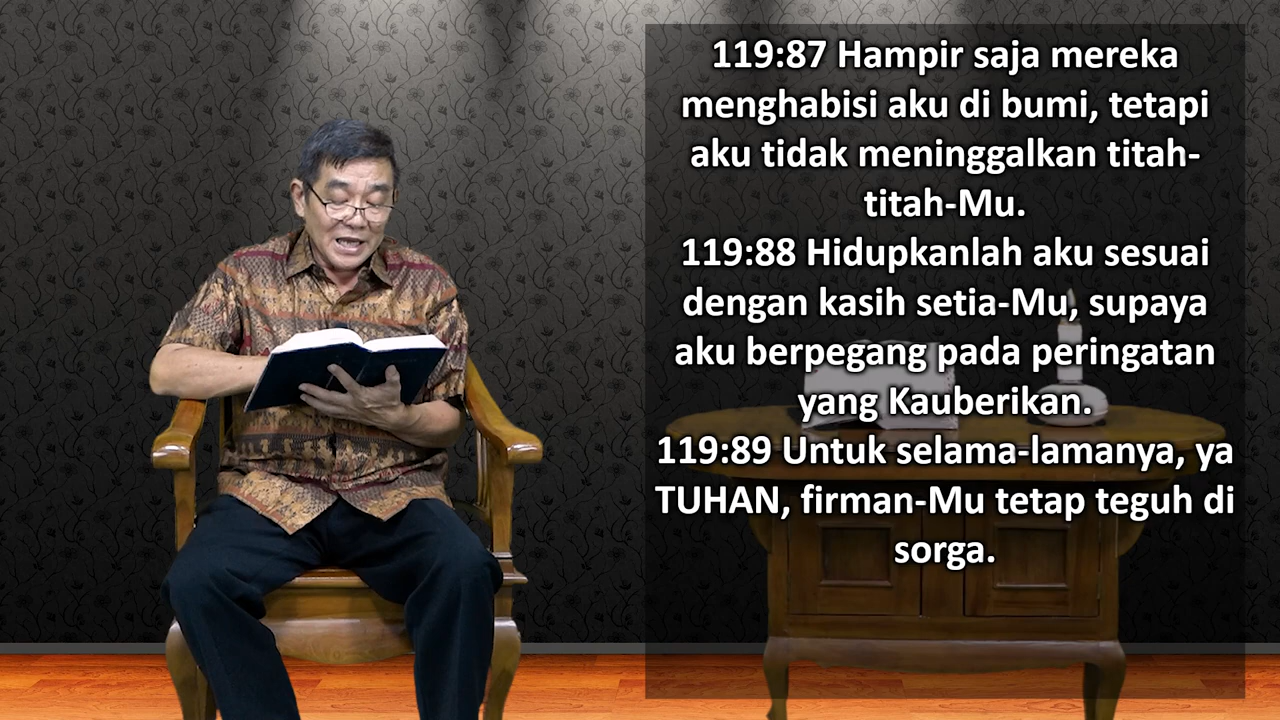 119:87 Hampir saja mereka
menghabisi aku di bumi, tetapi
aku tidak meninggalkan titah-
titah-Mu.
119:88 Hidupkanlah aku sesuai
dengan kasih setia-Mu, supaya
aku berpegang pada peringatan
yang Kauberikan.
119:89 Untuk selama-lamanya, ya
TUHAN, firman-Mu tetap teguh di
sorga.